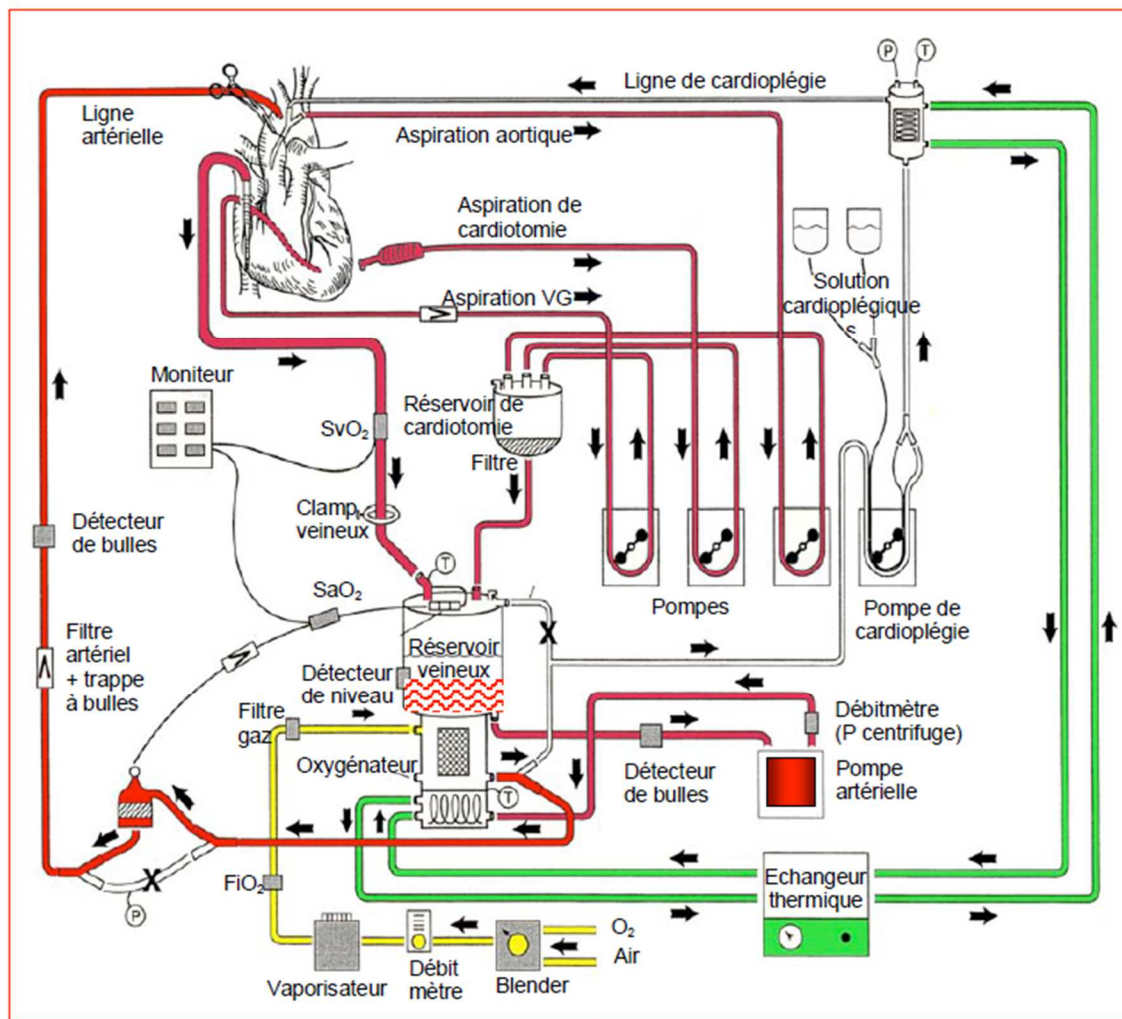 P
T
Ligne de cardioplégie
Ligne
artérielle
Aspiration aortique
Aspiration de
cardiotomie
Solution
cardioplégique
s
Aspiration VG
Moniteur
SvO₂
Réservoir de
cardiotomie
Filtre
Clamp
veineux
Détecteur
de bulles
T
SaO₂
Pompes
Pompe de
cardioplégie
X
Filtre
artériel
+ trappe
à bulles
Réservoir
veineux
Détecteur
de niveau
Filtre
gaz
Débitmètre
(P centrifuge)
Oxygénateur
Détecteur
de bulles
Pompe
artérielle
T
X
P
FiO₂
Echangeur
thermique
O₂
Air
Vaporisateur
Débit
mètre
Blender